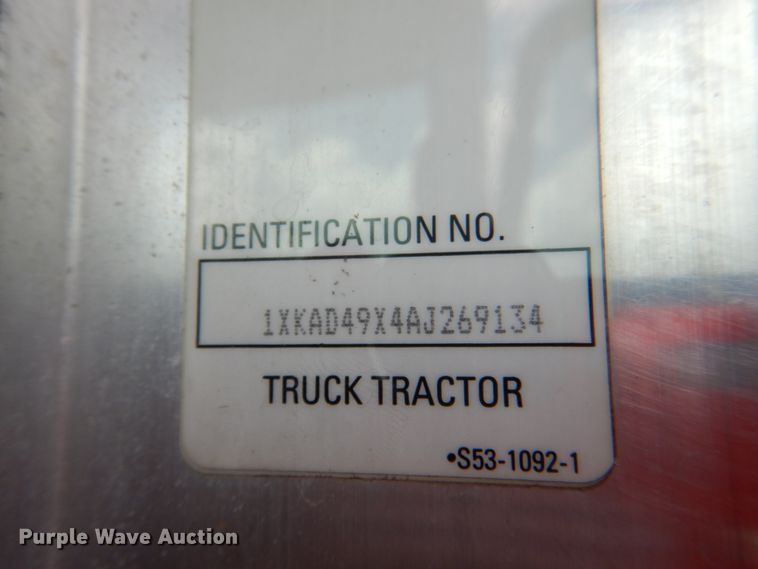 IDENTIFICATION NO.
1XKAD49X4AJ269134
TRUCK TRACTOR
•S53-1092-1
Purple Wave Auction